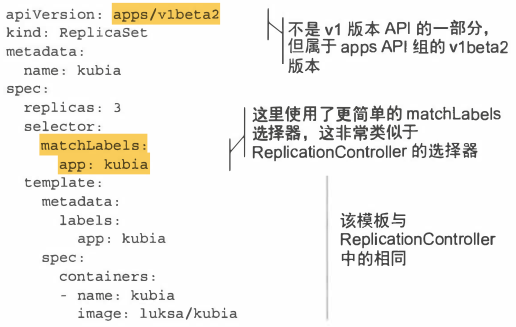 apiVersion: apps/v1beta2
kind: ReplicaSet
metadata:
  name: kubia
spec:
  replicas: 3
  selector:
    matchLabels:
      app: kubia
  template:
    metadata:
      labels:
        app: kubia
    spec:
      containers:
      - name: kubia
        image: luksa/kubia
不是 v1 版本 API 的一部分,
但属于 apps API 组的 v1beta2
版本
这里使用了更简单的 matchLabels
选择器，这非常类似于
ReplicationController 的选择器
该模板与
ReplicationController
中的相同